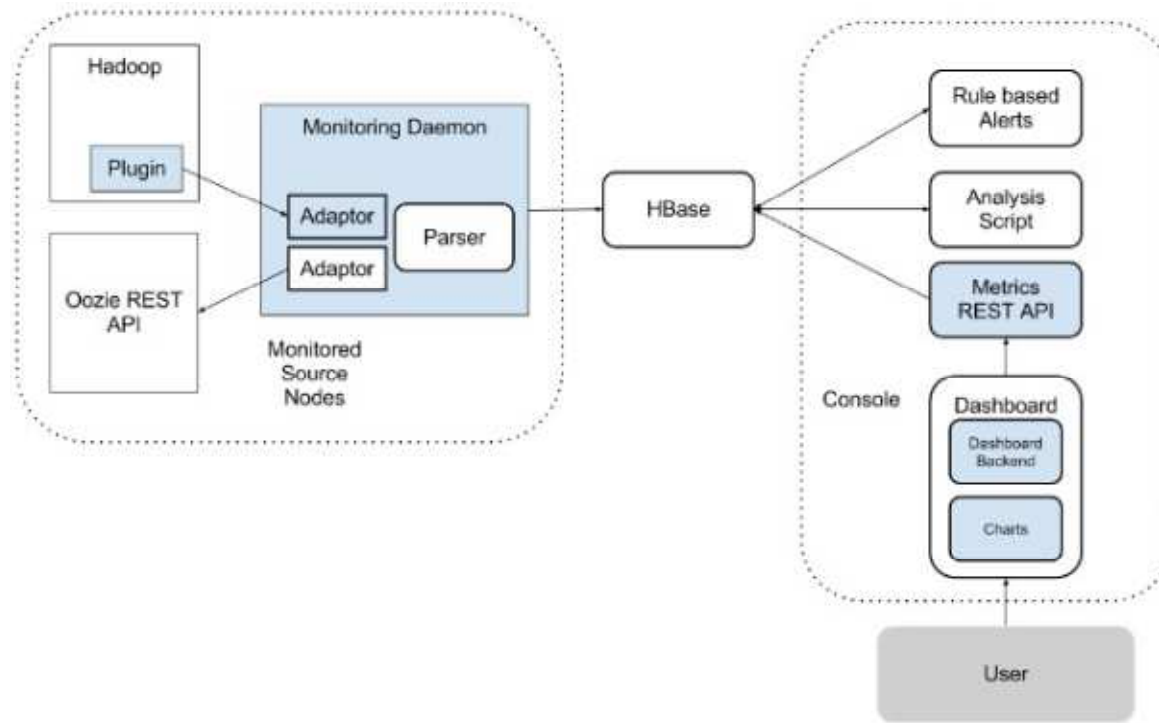 Hadoop
Plugin
Oozie REST
API
Monitoring Daemon
Adaptor
Adaptor
Parser
Monitored
Source
Nodes
HBase
Rule based
Alerts
Analysis
Script
Metrics
REST API
Console
Dashboard
Dashboard
Backend
Charts
User